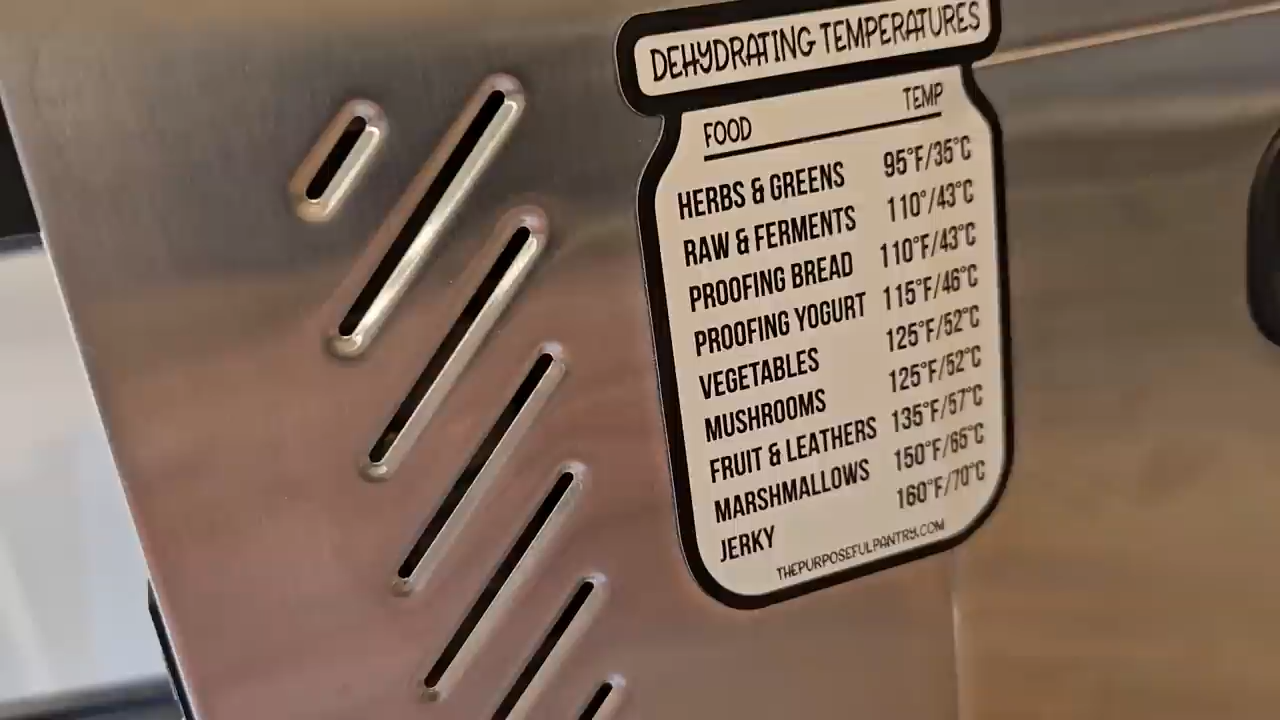 DEHYDRATING TEMPERATURES
FOOD TEMP
HERBS & GREENS 95°F/35°C
RAW & FERMENTS 110°/43°C
PROOFING BREAD 110°F/43°C
PROOFING YOGURT 115°F/46°C
VEGETABLES 125°F/52°C
MUSHROOMS 125°F/52°C
FRUIT & LEATHERS 135°F/57°C
MARSHMALLOWS 150°F/65°C
JERKY 160°F/70°C
THEPURPOSEFULPANTRY.COM